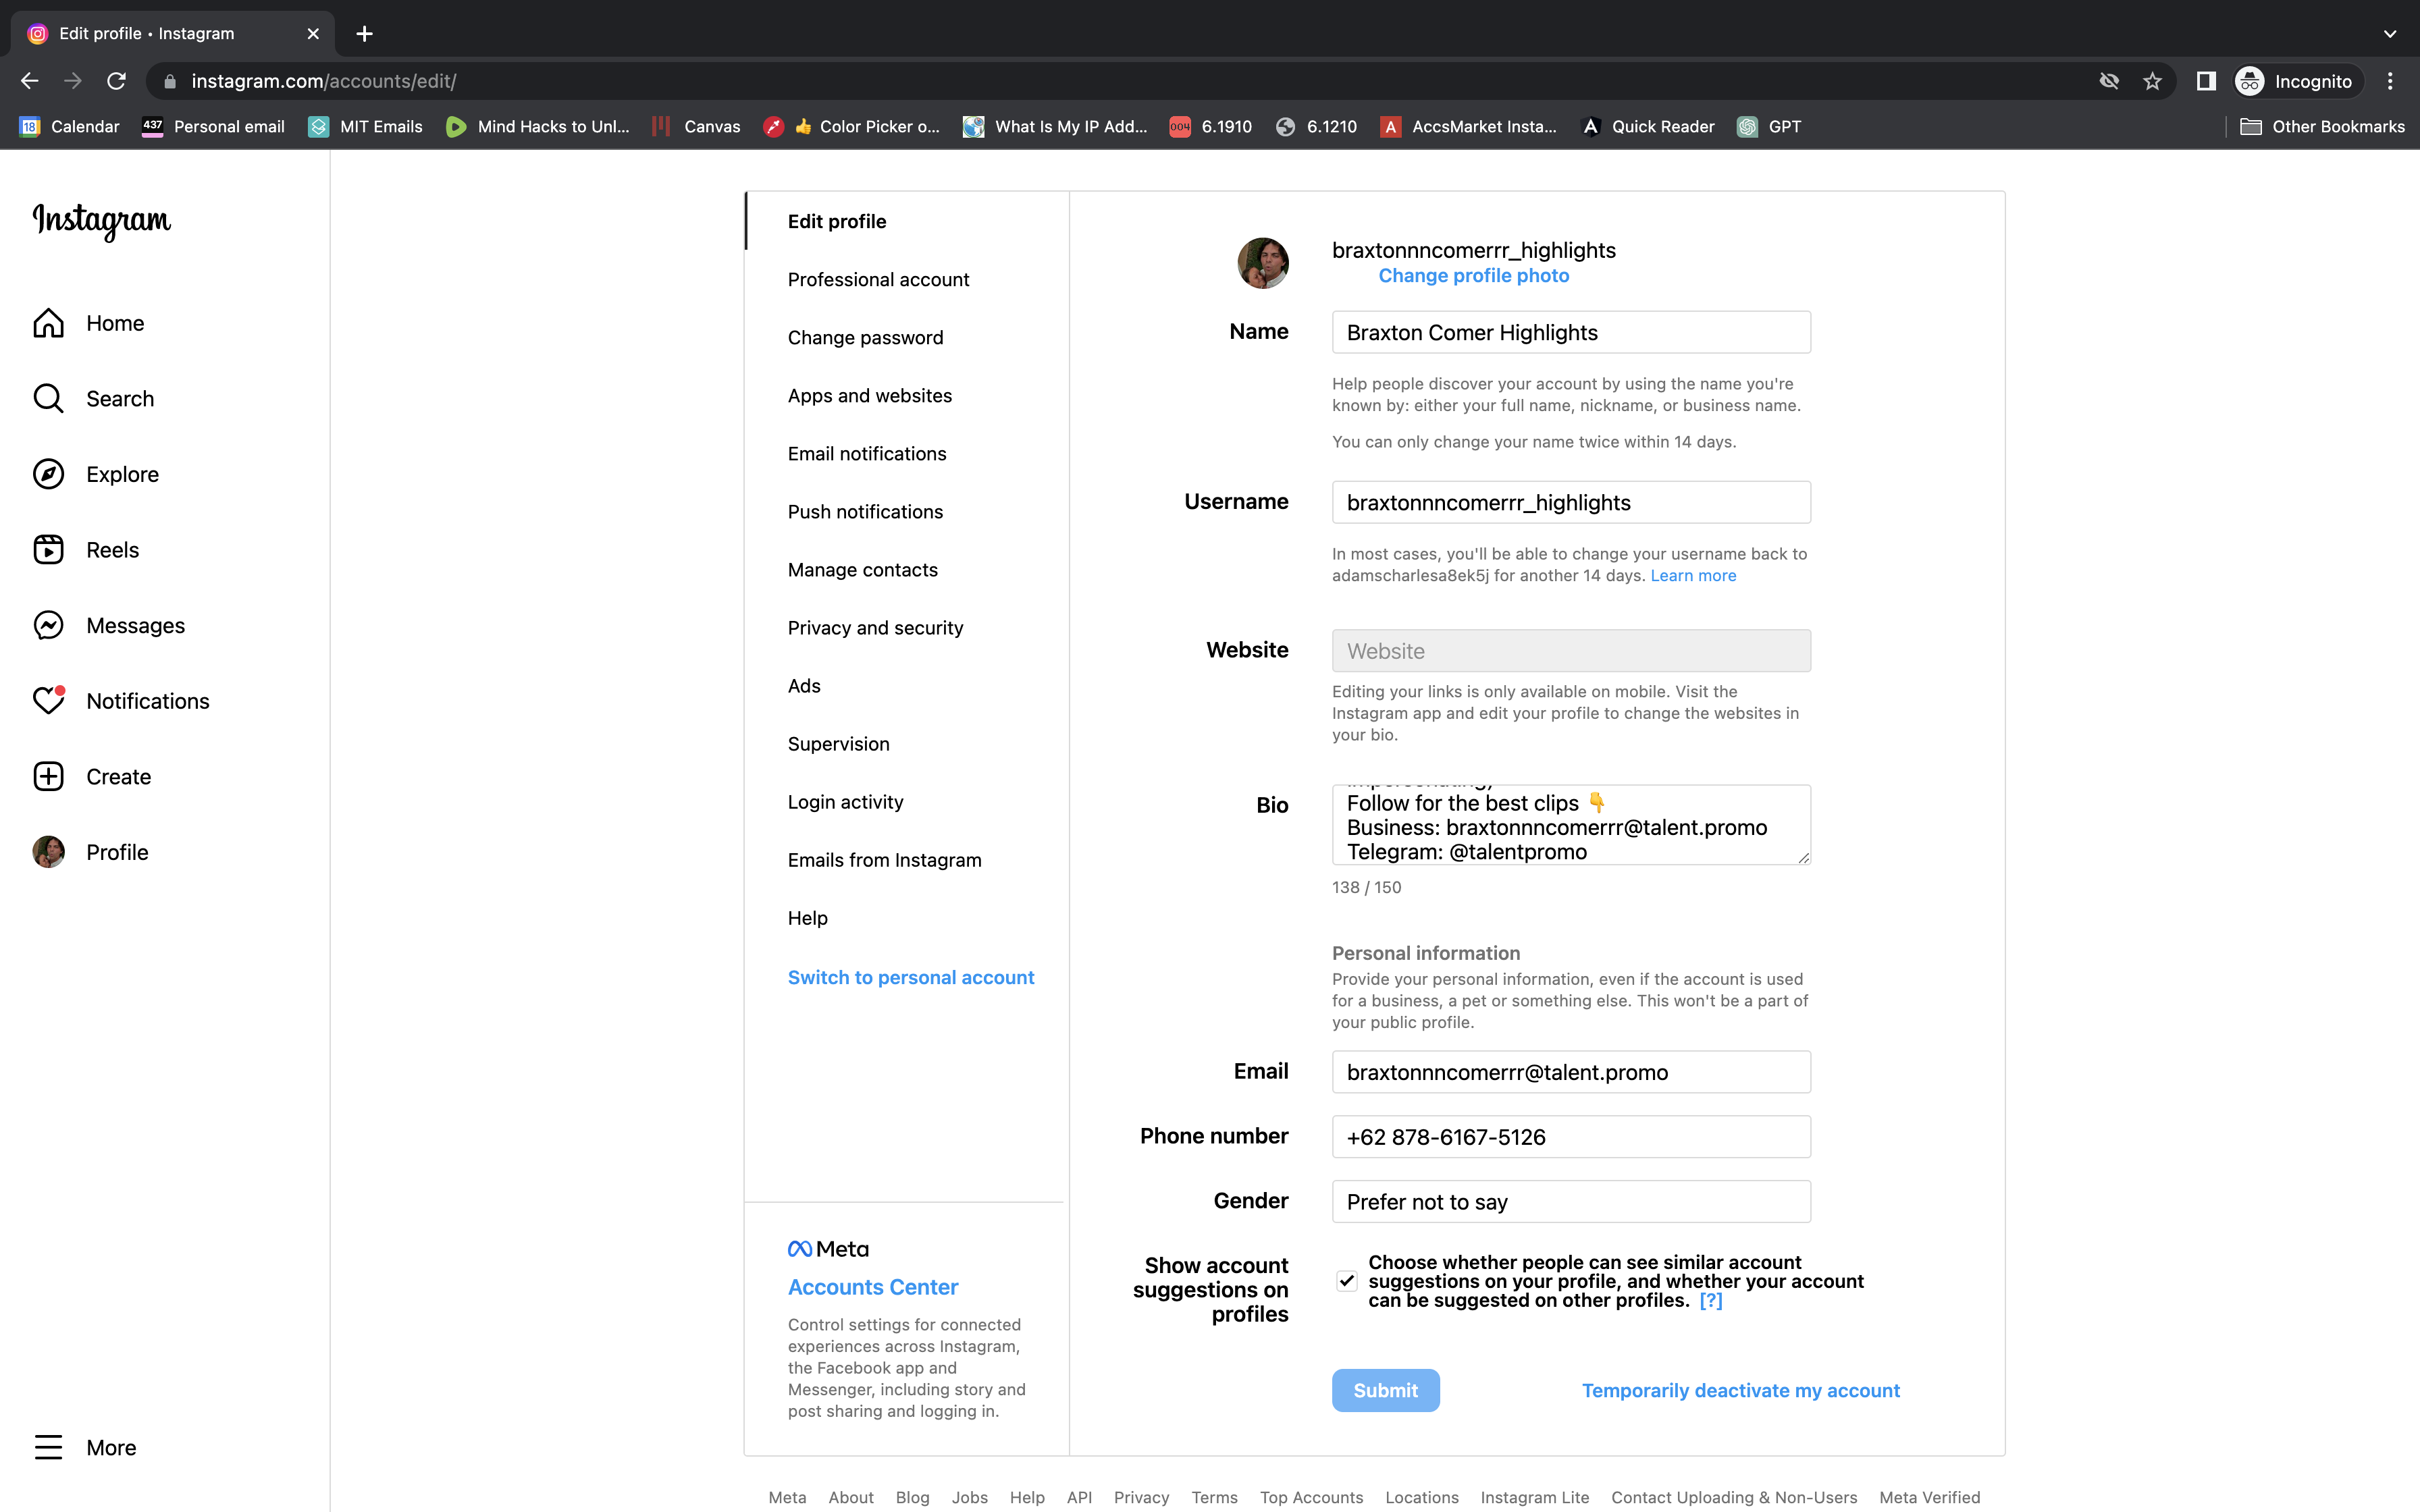 Edit profile • Instagram
instagram.com/accounts/edit/
Incognito
18 Calendar
437 Personal email
MIT Emails
Mind Hacks to Unl...
Canvas
👍 Color Picker o...
What Is My IP Add...
004 6.1910
6.1210
A AccsMarket Insta...
Quick Reader
GPT
Other Bookmarks
Instagram
Home
Search
Explore
Reels
Messages
Notifications
Create
Profile
More
Edit profile
Professional account
Change password
Apps and websites
Email notifications
Push notifications
Manage contacts
Privacy and security
Ads
Supervision
Login activity
Emails from Instagram
Help
Switch to personal account
Meta
Accounts Center
Control settings for connected
experiences across Instagram,
the Facebook app and
Messenger, including story and
post sharing and logging in.
braxtonnncomerrr_highlights
Change profile photo
Name
Braxton Comer Highlights
Help people discover your account by using the name you're
known by: either your full name, nickname, or business name.
You can only change your name twice within 14 days.
Username
braxtonnncomerrr_highlights
In most cases, you'll be able to change your username back to
adamscharlesa8ek5j for another 14 days. Learn more
Website
Website
Editing your links is only available on mobile. Visit the
Instagram app and edit your profile to change the websites in
your bio.
Bio
Follow for the best clips 👇
Business: braxtonnncomerrr@talent.promo
Telegram: @talentpromo
138 / 150
Personal information
Provide your personal information, even if the account is used
for a business, a pet or something else. This won't be a part of
your public profile.
Email
braxtonnncomerrr@talent.promo
Phone number
+62 878-6167-5126
Gender
Prefer not to say
Show account
suggestions on
profiles
Choose whether people can see similar account
suggestions on your profile, and whether your account
can be suggested on other profiles. [?]
Submit
Temporarily deactivate my account
Meta About Blog Jobs Help API Privacy Terms Top Accounts Locations Instagram Lite Contact Uploading & Non-Users Meta Verified